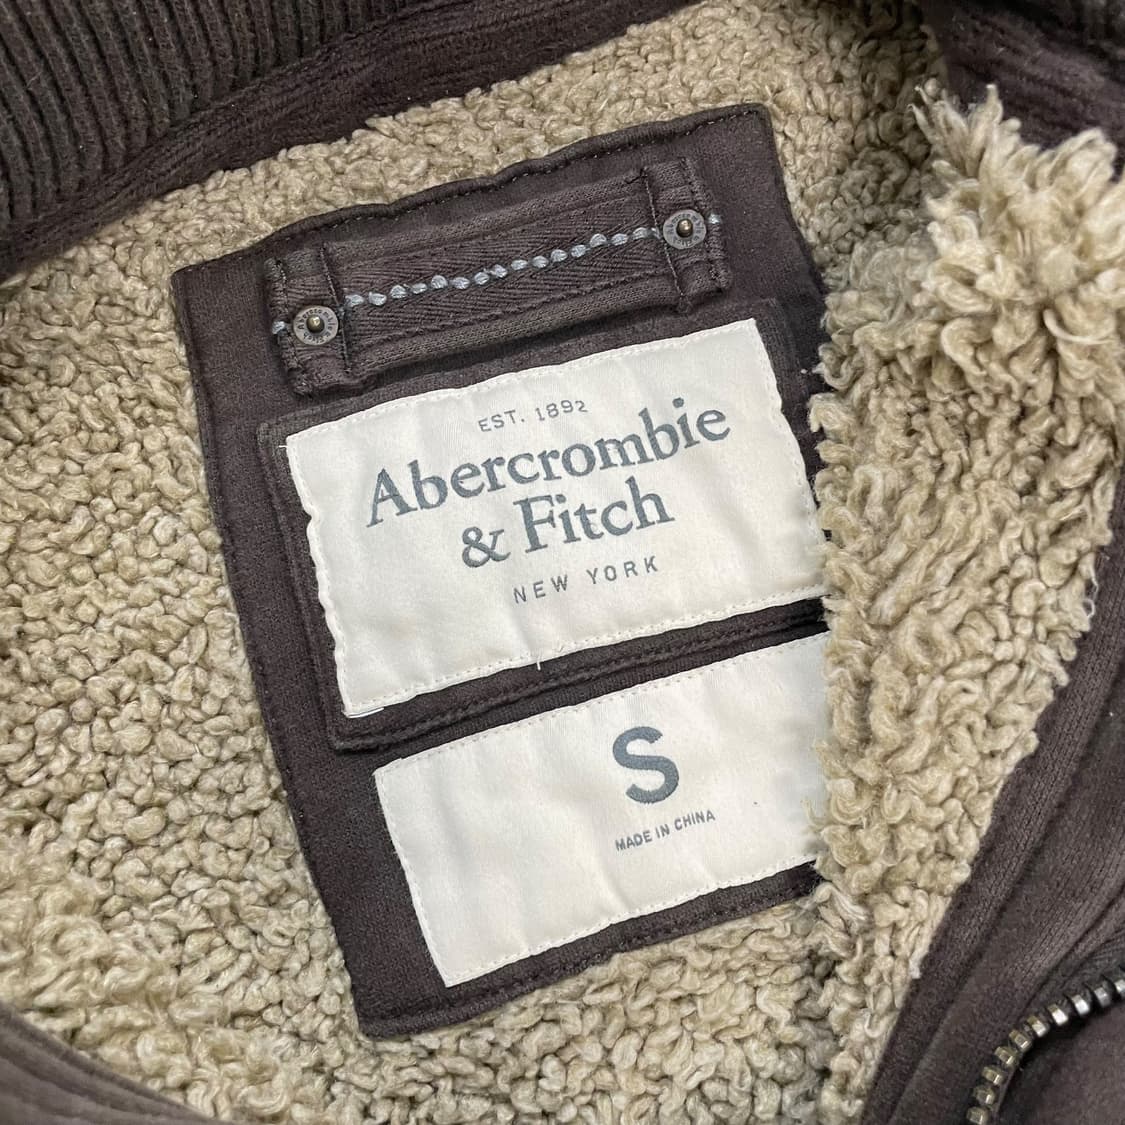 EST. 1892
Abercrombie
& Fitch
NEW YORK
S
MADE IN CHINA